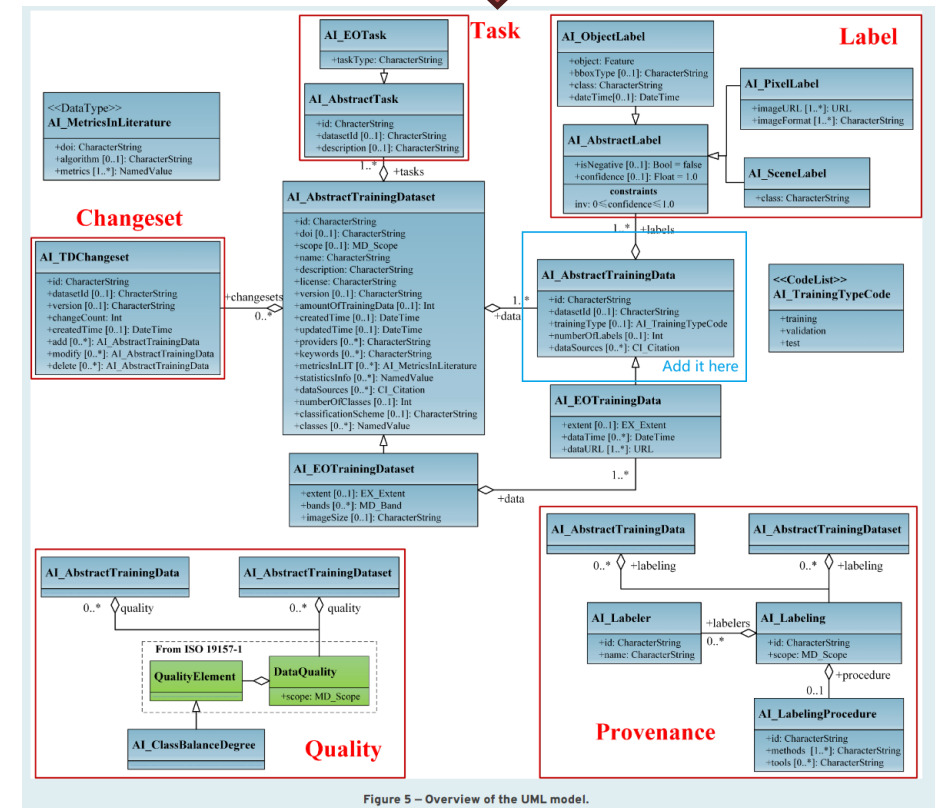 Task
AI_EOTask
+taskType: CharacterString
AI_AbstractTask
+id: ChracterString
+datasetId [0..1]: ChracterString
+description [0..1]: ChracterString
1..*
+tasks
Label
AI_ObjectLabel
+object: Feature
+bboxType [0..1]: CharacterString
+class: CharacterString
+dateTime[0..1]: DateTime
AI_PixelLabel
+imageURL [1..*]: URL
+imageFormat [1..*]: CharacterString
AI_AbstractLabel
+isNegative [0..1]: Bool = false
+confidence [0..1]: Float = 1.0
constraints
inv: 0≤confidence≤1.0
AI_SceneLabel
+class: CharacterString
1..*
+labels
<<DataType>>
AI_MetricsInLiterature
+doi: CharacterString
+algorithm [0..1]: CharacterString
+metrics [1..*]: NamedValue
Changeset
AI_TDChangeset
+id: CharacterString
+datasetId [0..1]: ChracterString
+version [0..1]: CharacterString
+changeCount: Int
+createdTime [0..1]: DateTime
+add [0..*]: AI_AbstractTrainingData
+modify [0..*]: AI_AbstractTrainingData
+delete [0..*]: AI_AbstractTrainingData
+changesets
0..*
AI_AbstractTrainingDataset
+id: CharacterString
+doi [0..1]: CharacterString
+scope [0..1]: MD_Scope
+name: CharacterString
+description: CharacterString
+license: CharacterString
+version [0..1]: CharacterString
+amountOfTrainingData [0..1]: Int
+createdTime [0..1]: DateTime
+updatedTime [0..1]: DateTime
+providers [0..*]: CharacterString
+keywords [0..*]: CharacterString
+metricsInLIT [0..*]: AI_MetricsInLiterature
+statisticsInfo [0..*]: NamedValue
+dataSources [0..*]: CI_Citation
+numberOfClasses [0..1]: Int
+classificationScheme [0..1]: CharacterString
+classes [0..*]: NamedValue
1..*
+data
AI_AbstractTrainingData
+id: CharacterString
+datasetId [0..1]: ChracterString
+trainingType [0..1]: AI_TrainingTypeCode
+numberOfLabels [0..1]: Int
+dataSources [0..*]: CI_Citation
Add it here
<<CodeList>>
AI_TrainingTypeCode
+training
+validation
+test
AI_EOTrainingData
+extent [0..1]: EX_Extent
+dataTime [0..*]: DateTime
+dataURL [1..*]: URL
1..*
+data
AI_EOTrainingDataset
+extent [0..1]: EX_Extent
+bands [0..*]: MD_Band
+imageSize [0..1]: CharacterString
AI_AbstractTrainingData
AI_AbstractTrainingDataset
0..*
quality
0..*
quality
From ISO 19157-1
QualityElement
DataQuality
+scope: MD_Scope
AI_ClassBalanceDegree
Quality
AI_AbstractTrainingData
AI_AbstractTrainingDataset
0..*
+labeling
0..*
+labeling
AI_Labeler
+id: CharacterString
+name: CharacterString
+labelers
0..*
AI_Labeling
+id: CharacterString
+scope: MD_Scope
+procedure
0..1
AI_LabelingProcedure
+id: CharacterString
+methods [1..*]: CharacterString
+tools [0..*]: CharacterString
Provenance
Figure 5 – Overview of the UML model.